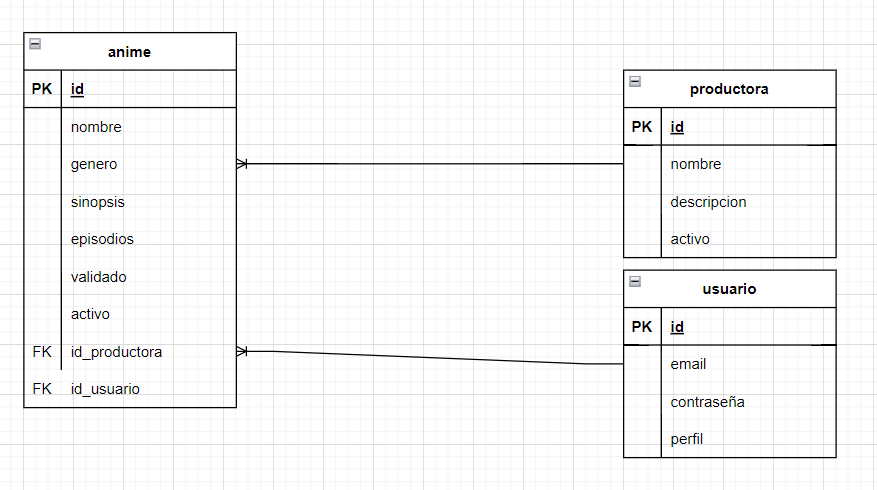 anime
PK id
nombre
genero
sinopsis
episodios
validado
activo
FK id_productora
FK id_usuario
productora
PK id
nombre
descripcion
activo
usuario
PK id
email
contraseña
perfil